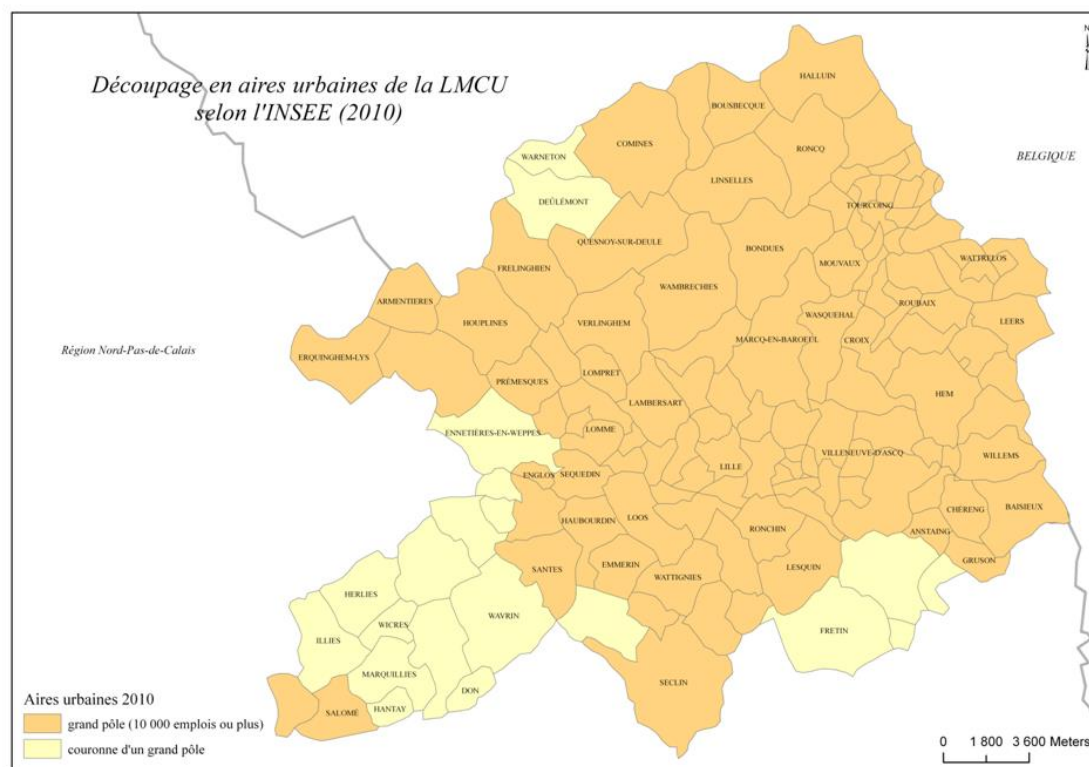 Découpage en aires urbaines de la LMCU
selon l'INSEE (2010)
N
HALLUIN
BOUSBECQUE
COMINES
RONCQ
BELGIQUE
WARNETON
LINSELLES
DEÛLÉMONT
TOURCOING
QUESNOY-SUR-DEULE
BONDUES
MOUVAUX
WATTRELOS
FRELINGHIEN
WAMBRECHIES
ARMENTIERES
ROUBAIX
HOUPLINES
VERLINGHEM
WASQUEHAL
LEERS
MARCQ-EN-BAROEUL
CROIX
Région Nord-Pas-de-Calais
ERQUINGHEM-LYS
LOMPRET
PRÉMESQUES
HEM
LAMBERSART
ENNETIÈRES-EN-WEPPES
LOMME
VILLENEUVE-D'ASCQ
WILLEMS
LILLE
ENGLOS
SEQUEDIN
CHÉRENG
BAISIEUX
LOOS
HAUBOURDIN
RONCHIN
ANSTAING
GRUSON
SANTES
EMMERIN
LESQUIN
WATTIGNIES
HERLIES
WAVRIN
WICRES
FRETIN
ILLIES
MARQUILLIES
SECLIN
DON
Aires urbaines 2010
HANTAY
SALOMÉ
grand pôle (10 000 emplois ou plus)
couronne d'un grand pôle
0 1 800 3 600 Meters